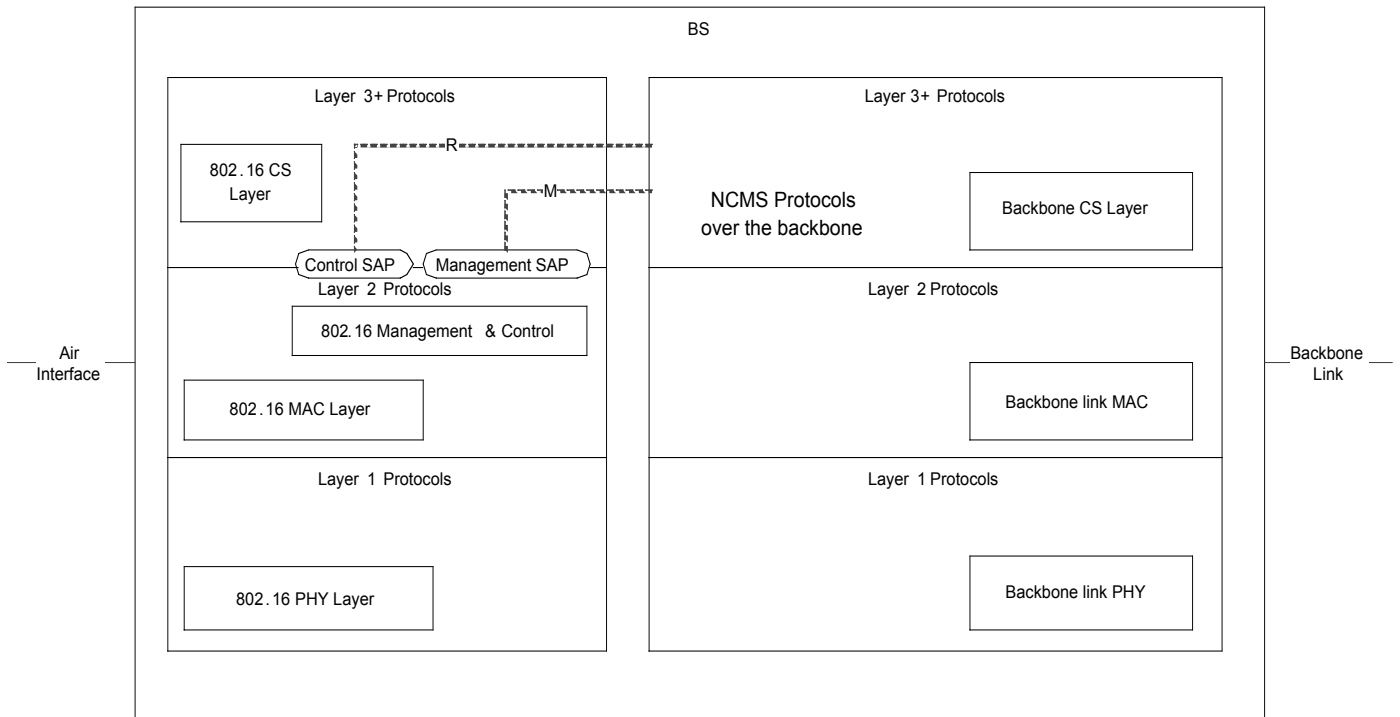 BS
Layer 3+ Protocols
Layer 3+ Protocols
R
802.16 CS
Layer
M
NCMS Protocols
over the backbone
Backbone CS Layer
Control SAP
Management SAP
Layer 2 Protocols
Layer 2 Protocols
802.16 Management & Control
Air
Interface
Backbone
Link
802.16 MAC Layer
Backbone link MAC
Layer 1 Protocols
Layer 1 Protocols
802.16 PHY Layer
Backbone link PHY